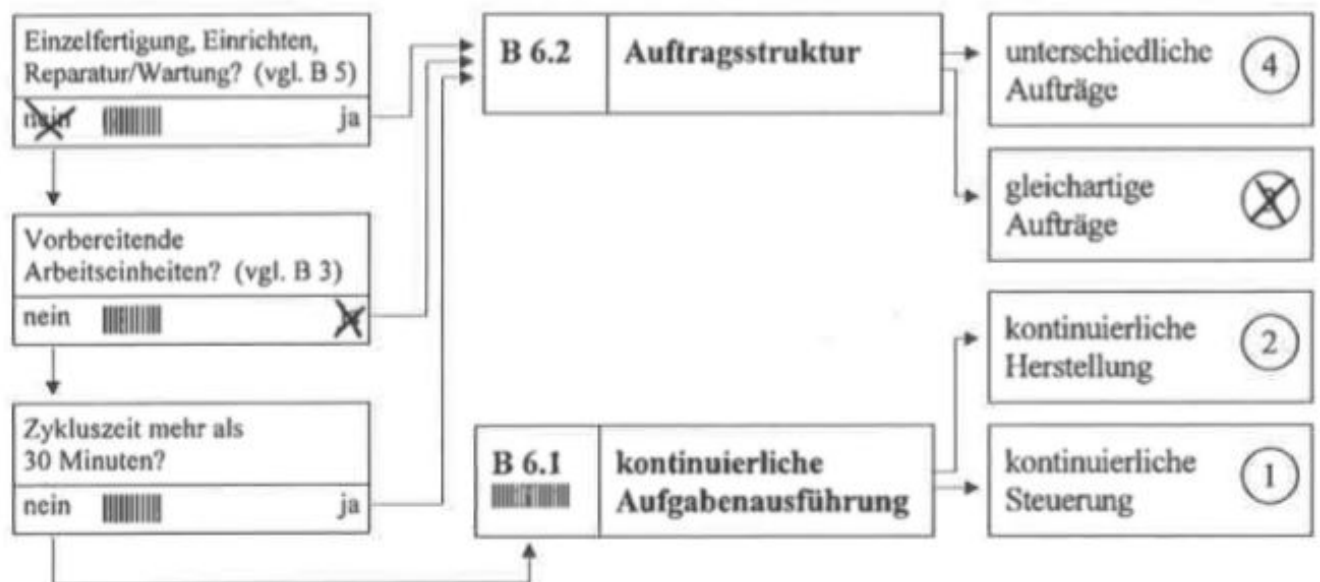 Einzelfertigung, Einrichten,
Reparatur/Wartung? (vgl. B 5)
nein ja
Vorbereitende
Arbeitseinheiten? (vgl. B 3)
nein
Zykluszeit mehr als
30 Minuten?
nein ja
B 6.2 Auftragsstruktur
B 6.1 kontinuierliche
Aufgabenausführung
unterschiedliche 4
Aufträge
gleichartige
Aufträge
kontinuierliche 2
Herstellung
kontinuierliche 1
Steuerung